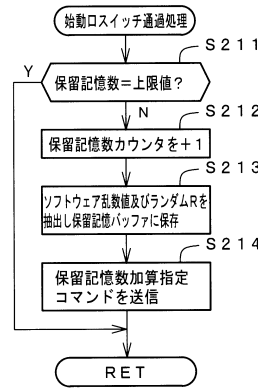 始動口スイッチ通過処理
S211
Y
保留記憶数=上限値?
N
S212
保留記憶数カウンタを+1
S213
ソフトウェア乱数値及びランダムRを
抽出し保留記憶バッファに保存
S214
保留記憶数加算指定
コマンドを送信
RET